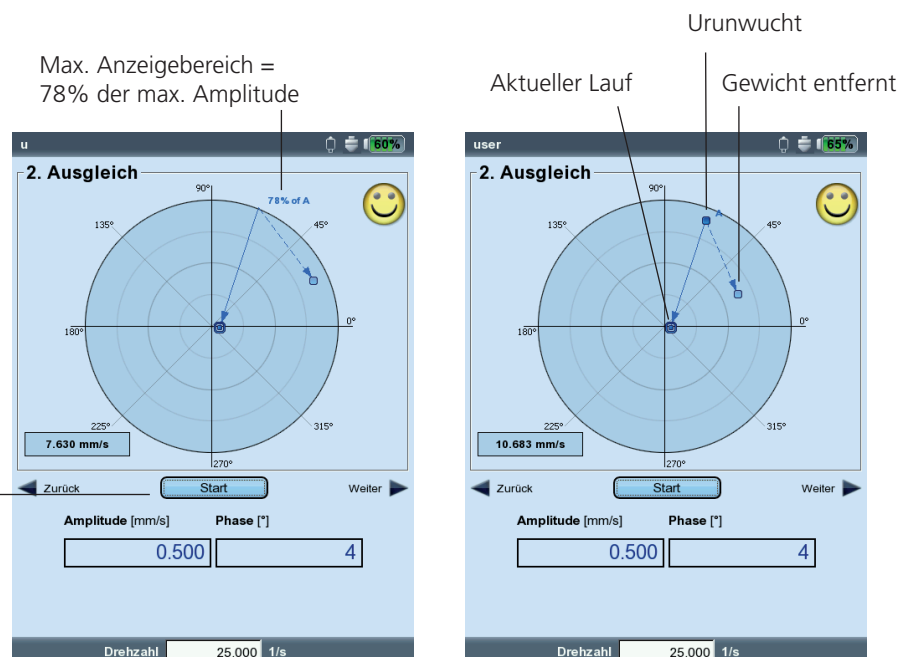 Urunwucht
Max. Anzeigebereich =
78% der max. Amplitude
Aktueller Lauf
Gewicht entfernt
u
60%
2. Ausgleich
90°
78% of A
135°
45°
180°
0°
225°
315°
7.630 mm/s
270°
Zurück
Start
Weiter
Amplitude [mm/s]
Phase [°]
0.500
4
Drehzahl
25.000
1/s
user
65%
2. Ausgleich
90°
A
135°
45°
180°
0°
225°
315°
10.683 mm/s
270°
Zurück
Start
Weiter
Amplitude [mm/s]
Phase [°]
0.500
4
Drehzahl
25.000
1/s